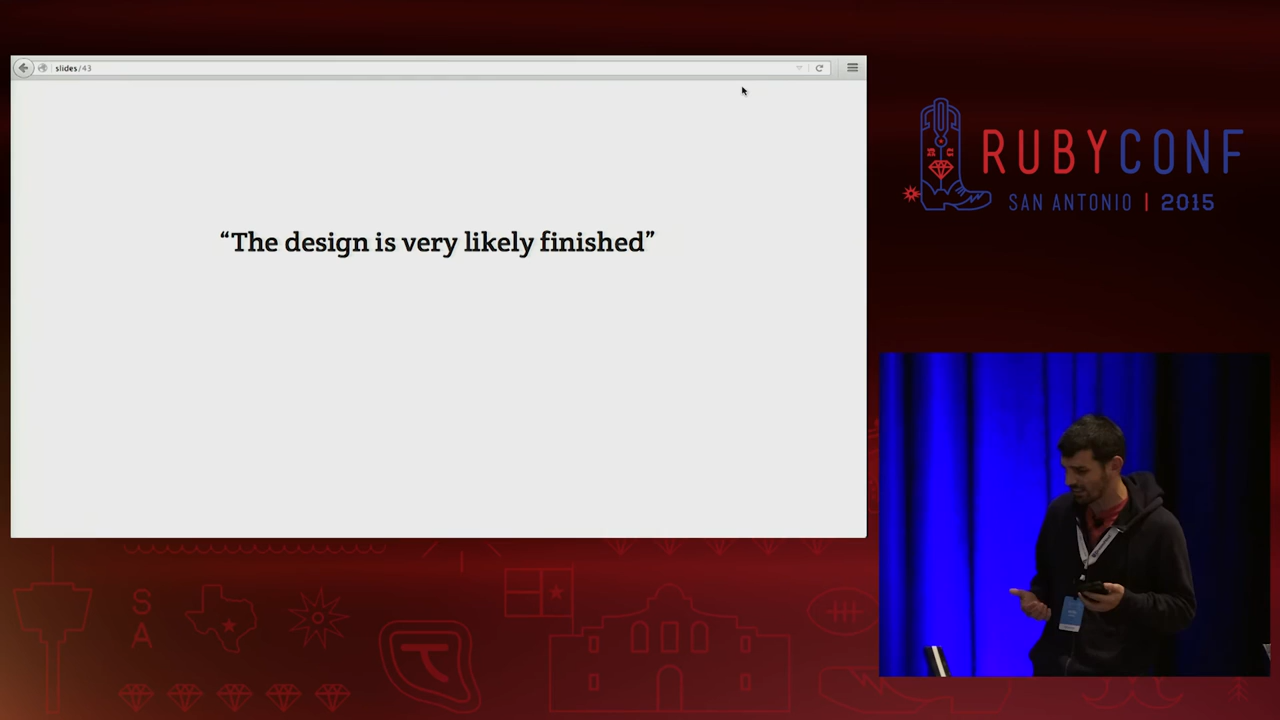 slides/43
“The design is very likely finished”
RUBYCONF
SAN ANTONIO | 2015
S
A